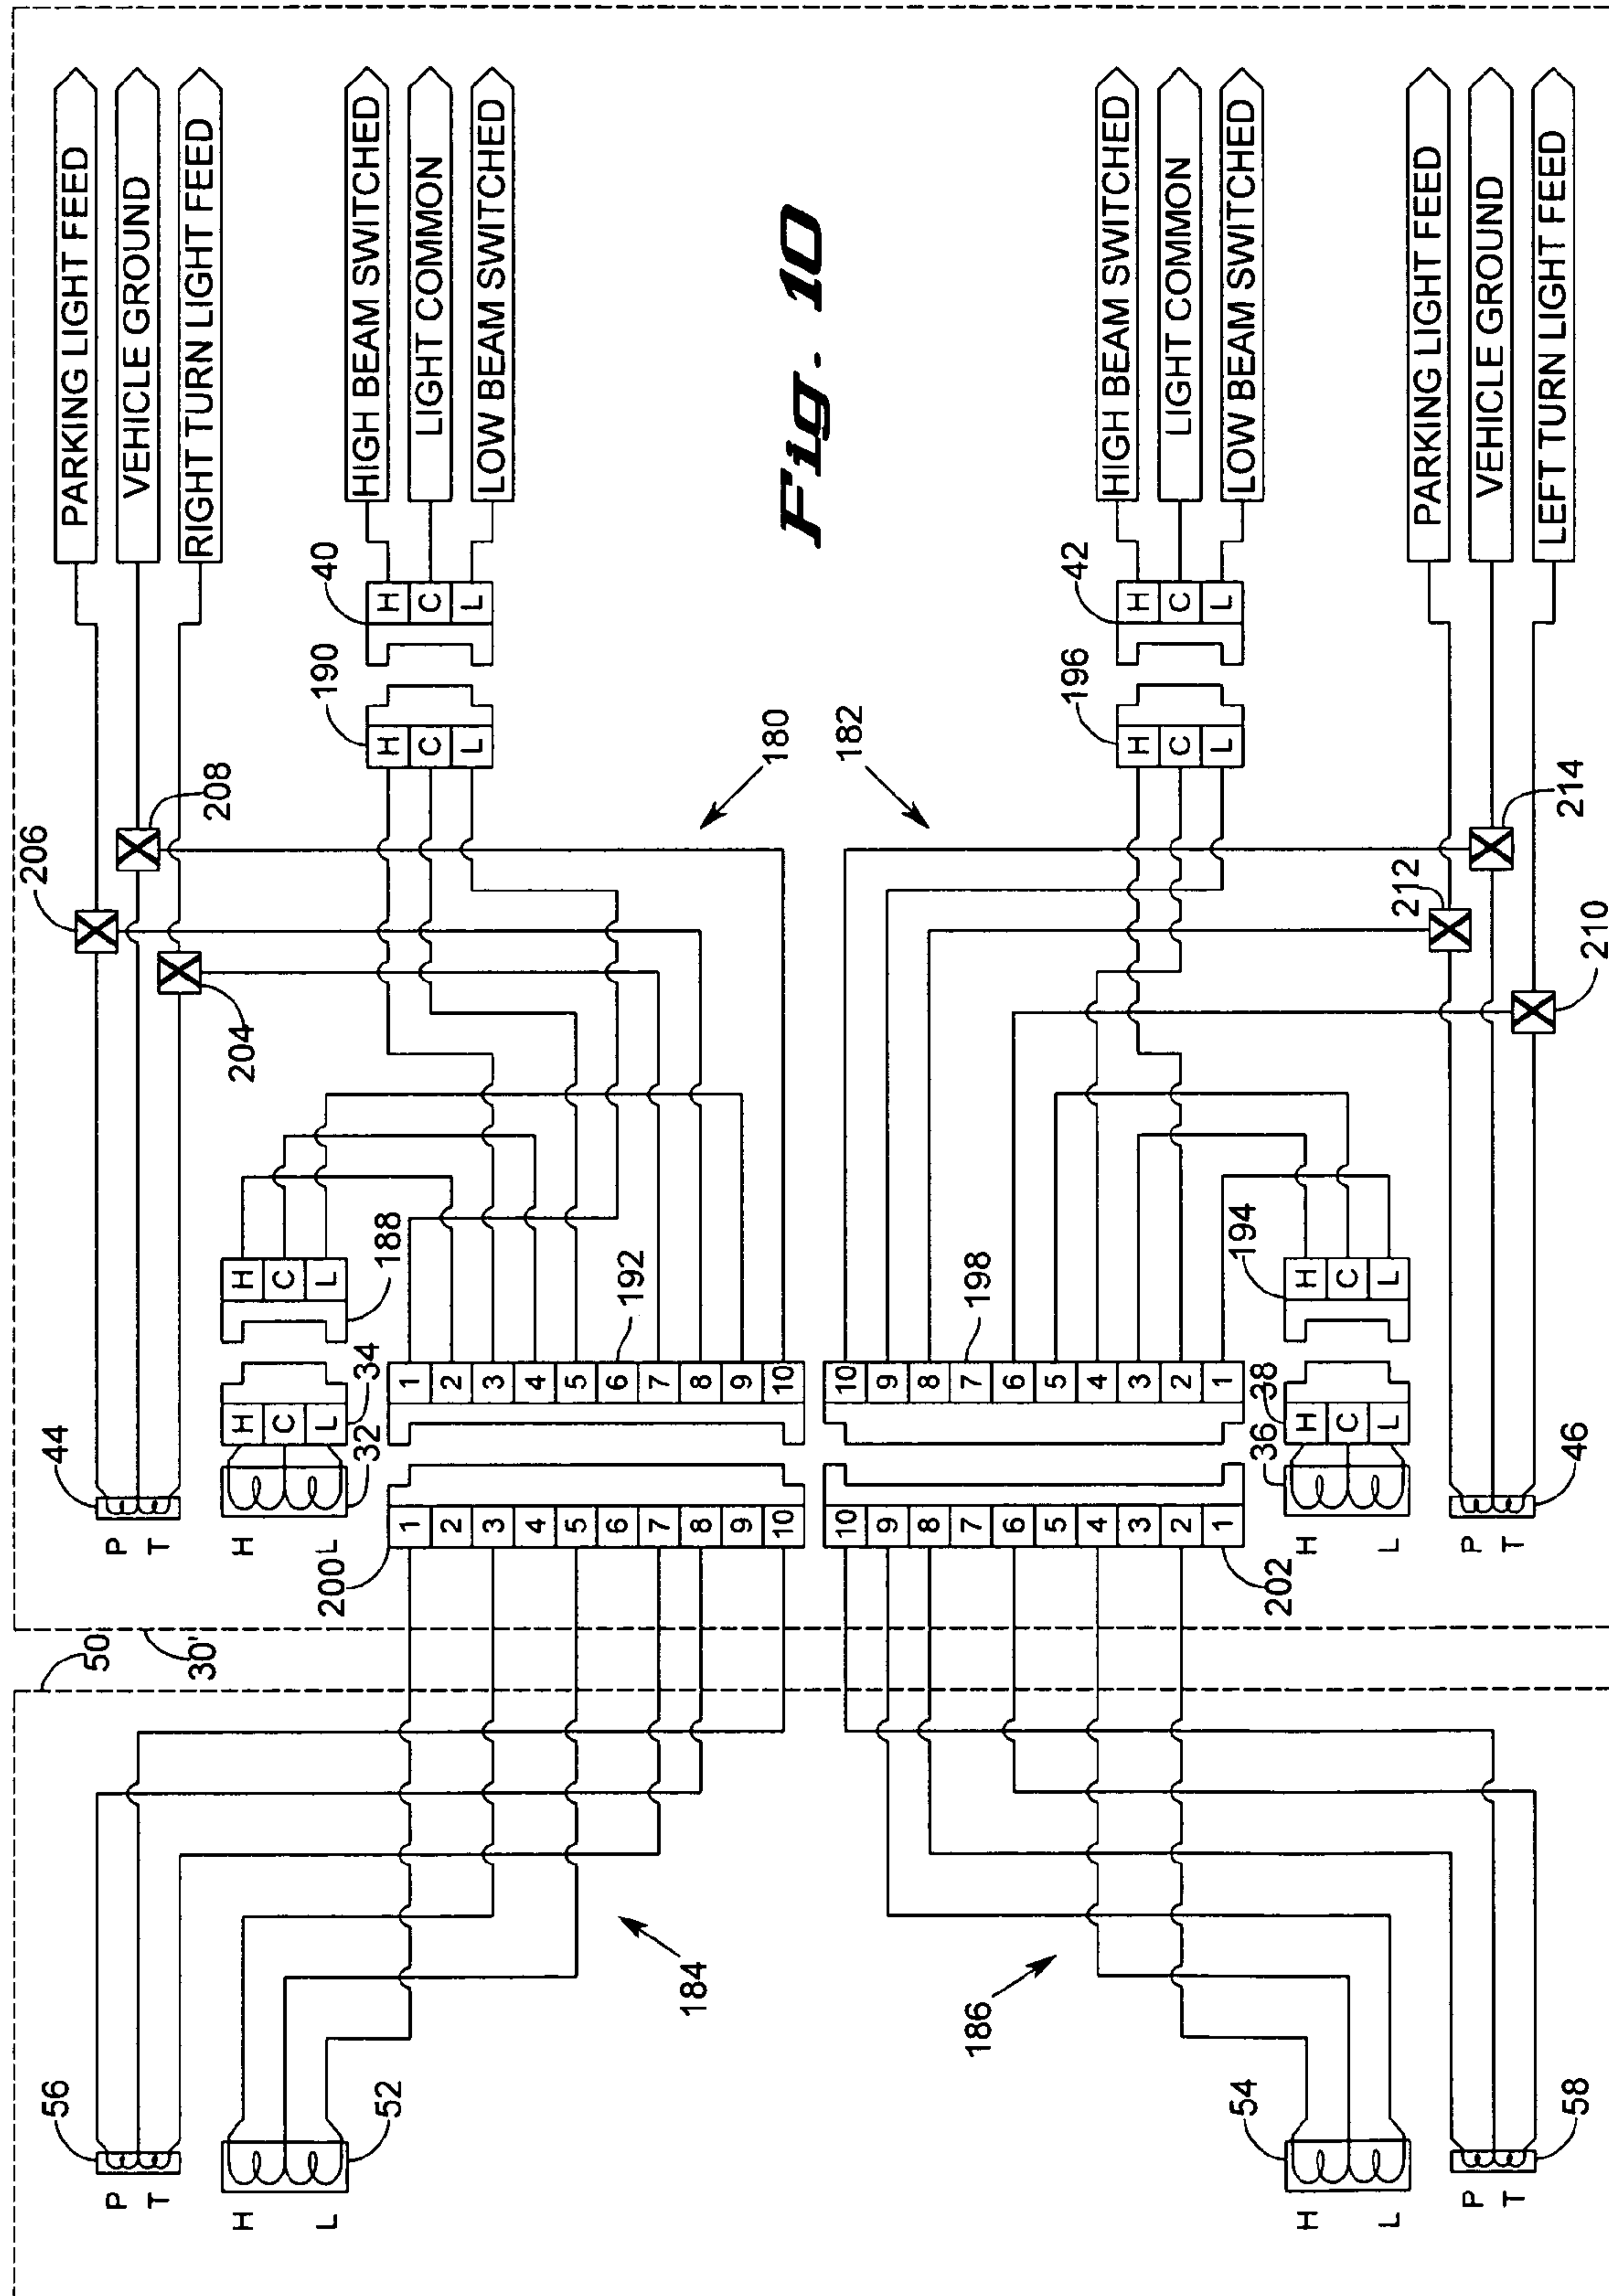 PARKING LIGHT FEED
VEHICLE GROUND
RIGHT TURN LIGHT FEED
HIGH BEAM SWITCHED
LIGHT COMMON
LOW BEAM SWITCHED
Fig. 10
HIGH BEAM SWITCHED
LIGHT COMMON
LOW BEAM SWITCHED
PARKING LIGHT FEED
VEHICLE GROUND
LEFT TURN LIGHT FEED
40
H
C
L
42
H
C
L
190
H
C
L
196
H
C
L
206
208
204
180
182
212
214
210
188
H
C
L
192
198
194
H
C
L
44
P
T
34
H
C
L
32
H
L
1
2
3
4
5
6
7
8
9
10
10
9
8
7
6
5
4
3
2
1
38
H
C
L
36
H
L
46
P
T
200
1
2
3
4
5
6
7
8
9
10
10
9
8
7
6
5
4
3
2
1
202
50
30'
184
186
56
P
T
52
H
L
54
H
L
58
P
T